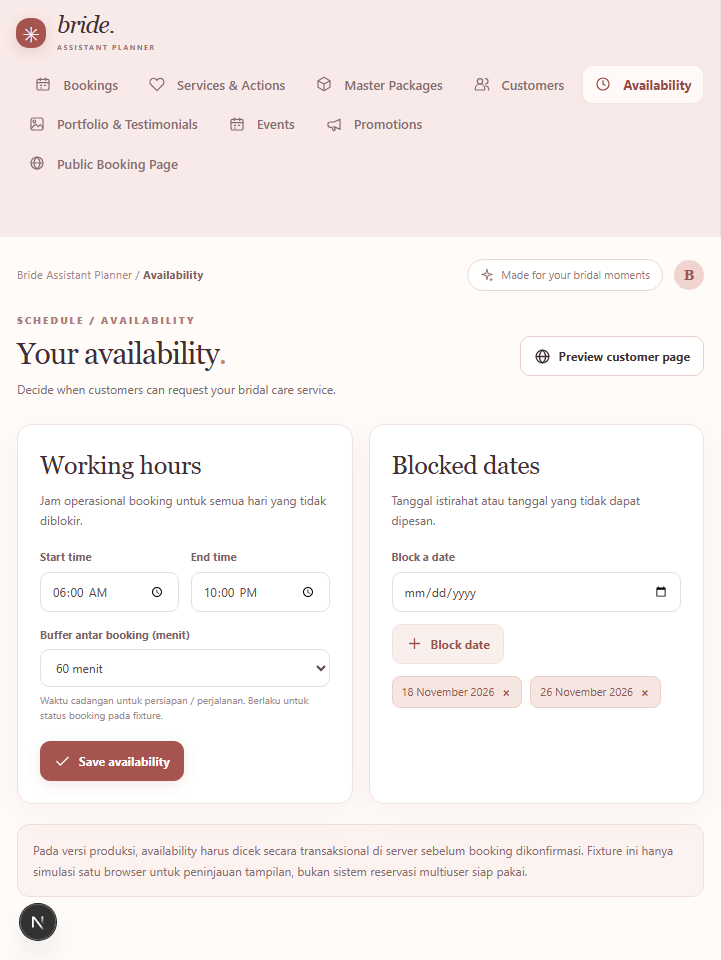 bride.
ASSISTANT PLANNER
Bookings
Services & Actions
Master Packages
Customers
Availability
Portfolio & Testimonials
Events
Promotions
Public Booking Page
Bride Assistant Planner / Availability
Made for your bridal moments
B
SCHEDULE / AVAILABILITY
Your availability.
Preview customer page
Decide when customers can request your bridal care service.
Working hours
Jam operasional booking untuk semua hari yang tidak
diblokir.
Start time
End time
06:00 AM
10:00 PM
Buffer antar booking (menit)
60 menit
Waktu cadangan untuk persiapan / perjalanan. Berlaku untuk
status booking pada fixture.
Save availability
Blocked dates
Tanggal istirahat atau tanggal yang tidak dapat
dipesan.
Block a date
mm/dd/yyyy
Block date
18 November 2026 ×
26 November 2026 ×
Pada versi produksi, availability harus dicek secara transaksional di server sebelum booking dikonfirmasi. Fixture ini hanya
simulasi satu browser untuk peninjauan tampilan, bukan sistem reservasi multiuser siap pakai.
N